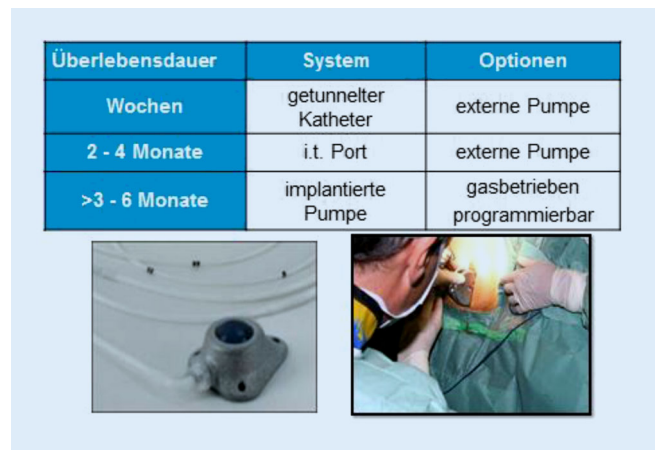 Überlebensdauer System Optionen
Wochen getunnelter Katheter externe Pumpe
2 - 4 Monate i.t. Port externe Pumpe
>3 - 6 Monate implantierte Pumpe gasbetrieben programmierbar